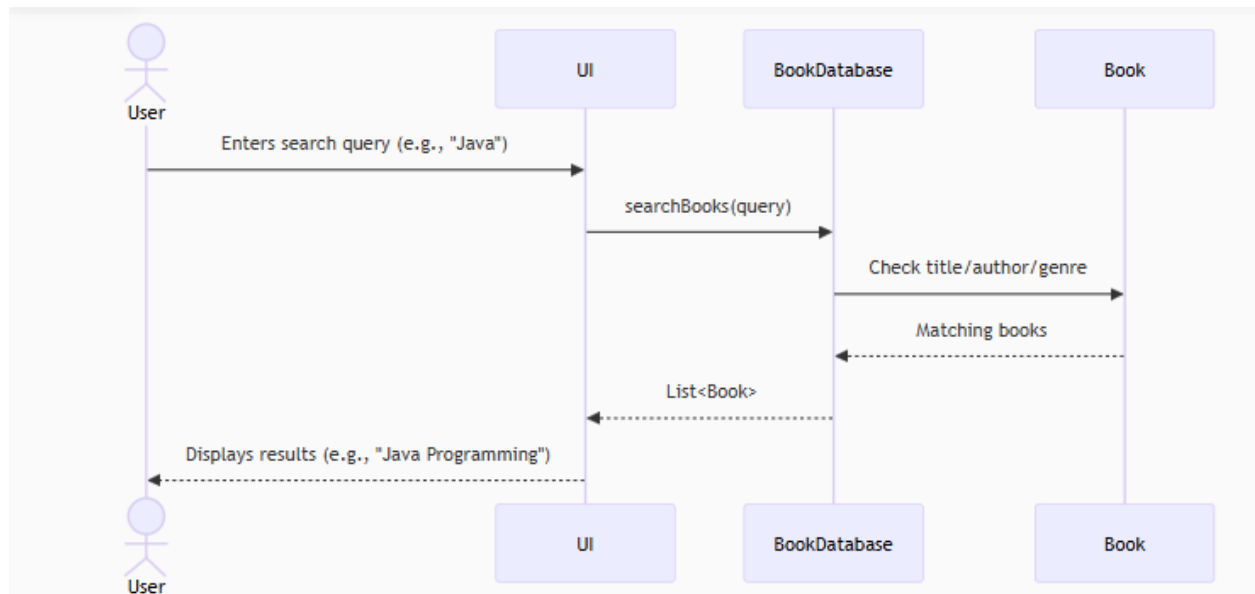 UI
BookDatabase
Book
User
Enters search query (e.g., "Java")
searchBooks(query)
Check title/author/genre
Matching books
List<Book>
Displays results (e.g., "Java Programming")
UI
BookDatabase
Book
User